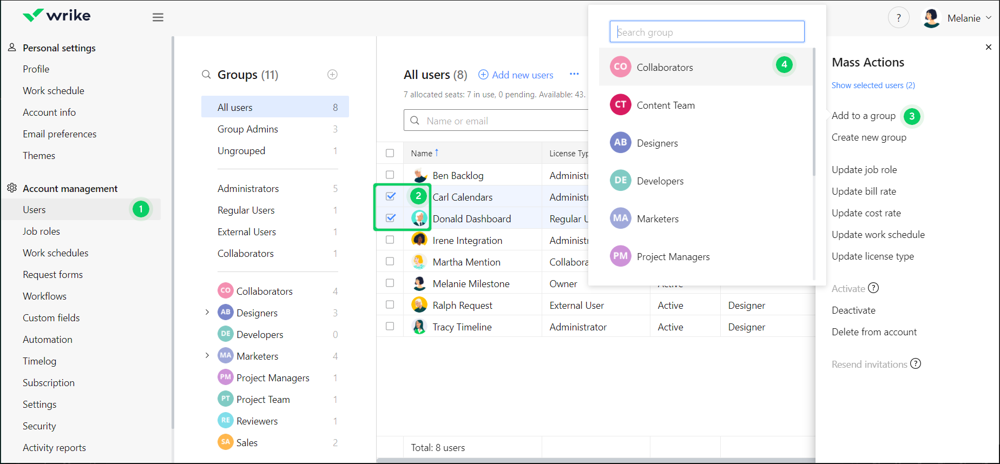 wrike
Personal settings
Profile
Work schedule
Account info
Email preferences
Themes
Account management
Users 1
Job roles
Work schedules
Request forms
Workflows
Custom fields
Automation
Timelog
Subscription
Settings
Security
Activity reports
Groups (11)
All users 8
Group Admins 3
Ungrouped 1
Administrators 5
Regular Users 1
External Users 1
Collaborators 1
CO Collaborators 4
AB Designers 3
DE Developers 0
MA Marketers 4
PM Project Managers 1
PT Project Team 1
RE Reviewers 1
SA Sales 2
All users (8) Add new users ...
7 allocated seats: 7 in use, 0 pending. Available: 43.
Name or email
Name ↑ License Typ
Ben Backlog Administr
2 Carl Calendars Administr
Donald Dashboard Regular U
Irene Integration Administr
Martha Mention Collabora
Melanie Milestone Owner Active
Ralph Request External User Active Designer
Tracy Timeline Administrator Active Designer
Total: 8 users
Search group
CO Collaborators 4
CT Content Team
AB Designers
DE Developers
MA Marketers
PM Project Managers
? Melanie
Mass Actions
Show selected users (2)
Add to a group 3
Create new group
Update job role
Update bill rate
Update cost rate
Update work schedule
Update license type
Activate ?
Deactivate
Delete from account
Resend invitations ?